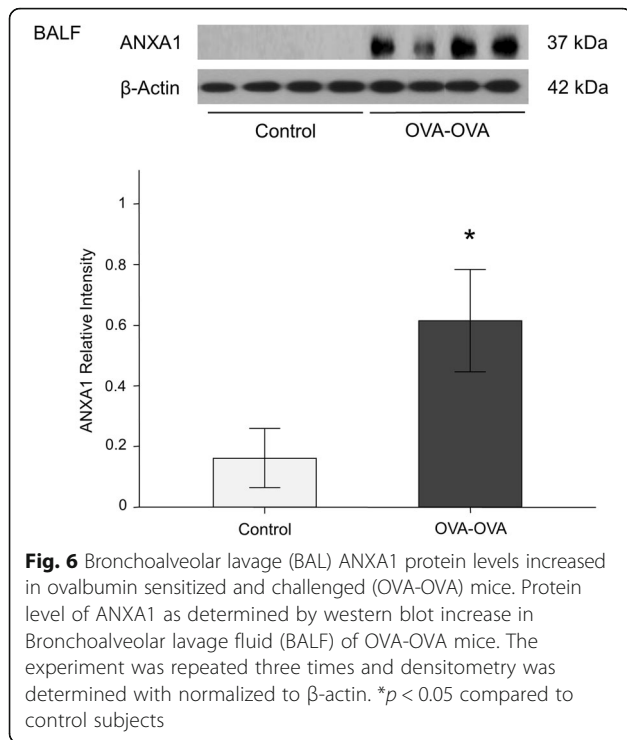 BALF
ANXA1 37 kDa
β-Actin 42 kDa
Control OVA-OVA
1
0.8
0.6
0.4
0.2
0
ANXA1 Relative Intensity
*
Control OVA-OVA
Fig. 6 Bronchoalveolar lavage (BAL) ANXA1 protein levels increased
in ovalbumin sensitized and challenged (OVA-OVA) mice. Protein
level of ANXA1 as determined by western blot increase in
Bronchoalveolar lavage fluid (BALF) of OVA-OVA mice. The
experiment was repeated three times and densitometry was
determined with normalized to β-actin. *p < 0.05 compared to
control subjects